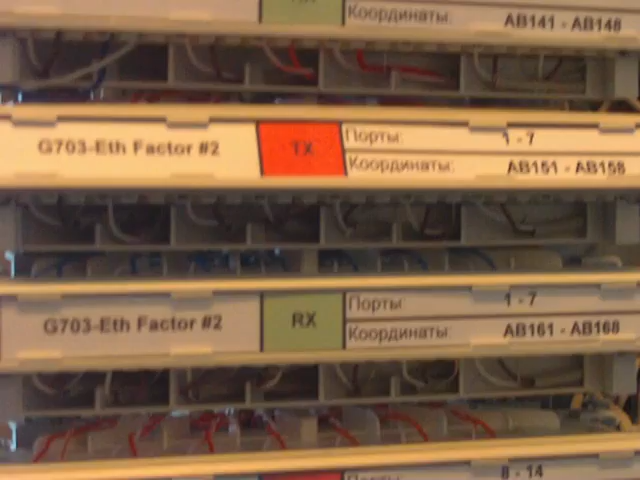 Координаты: AB141 - AB148
G703-Eth Factor #2 TX Порты: 1 - 7
Координаты: AB151 - AB158
G703-Eth Factor #2 RX Порты: 1 - 7
Координаты: AB161 - AB168
8 - 14